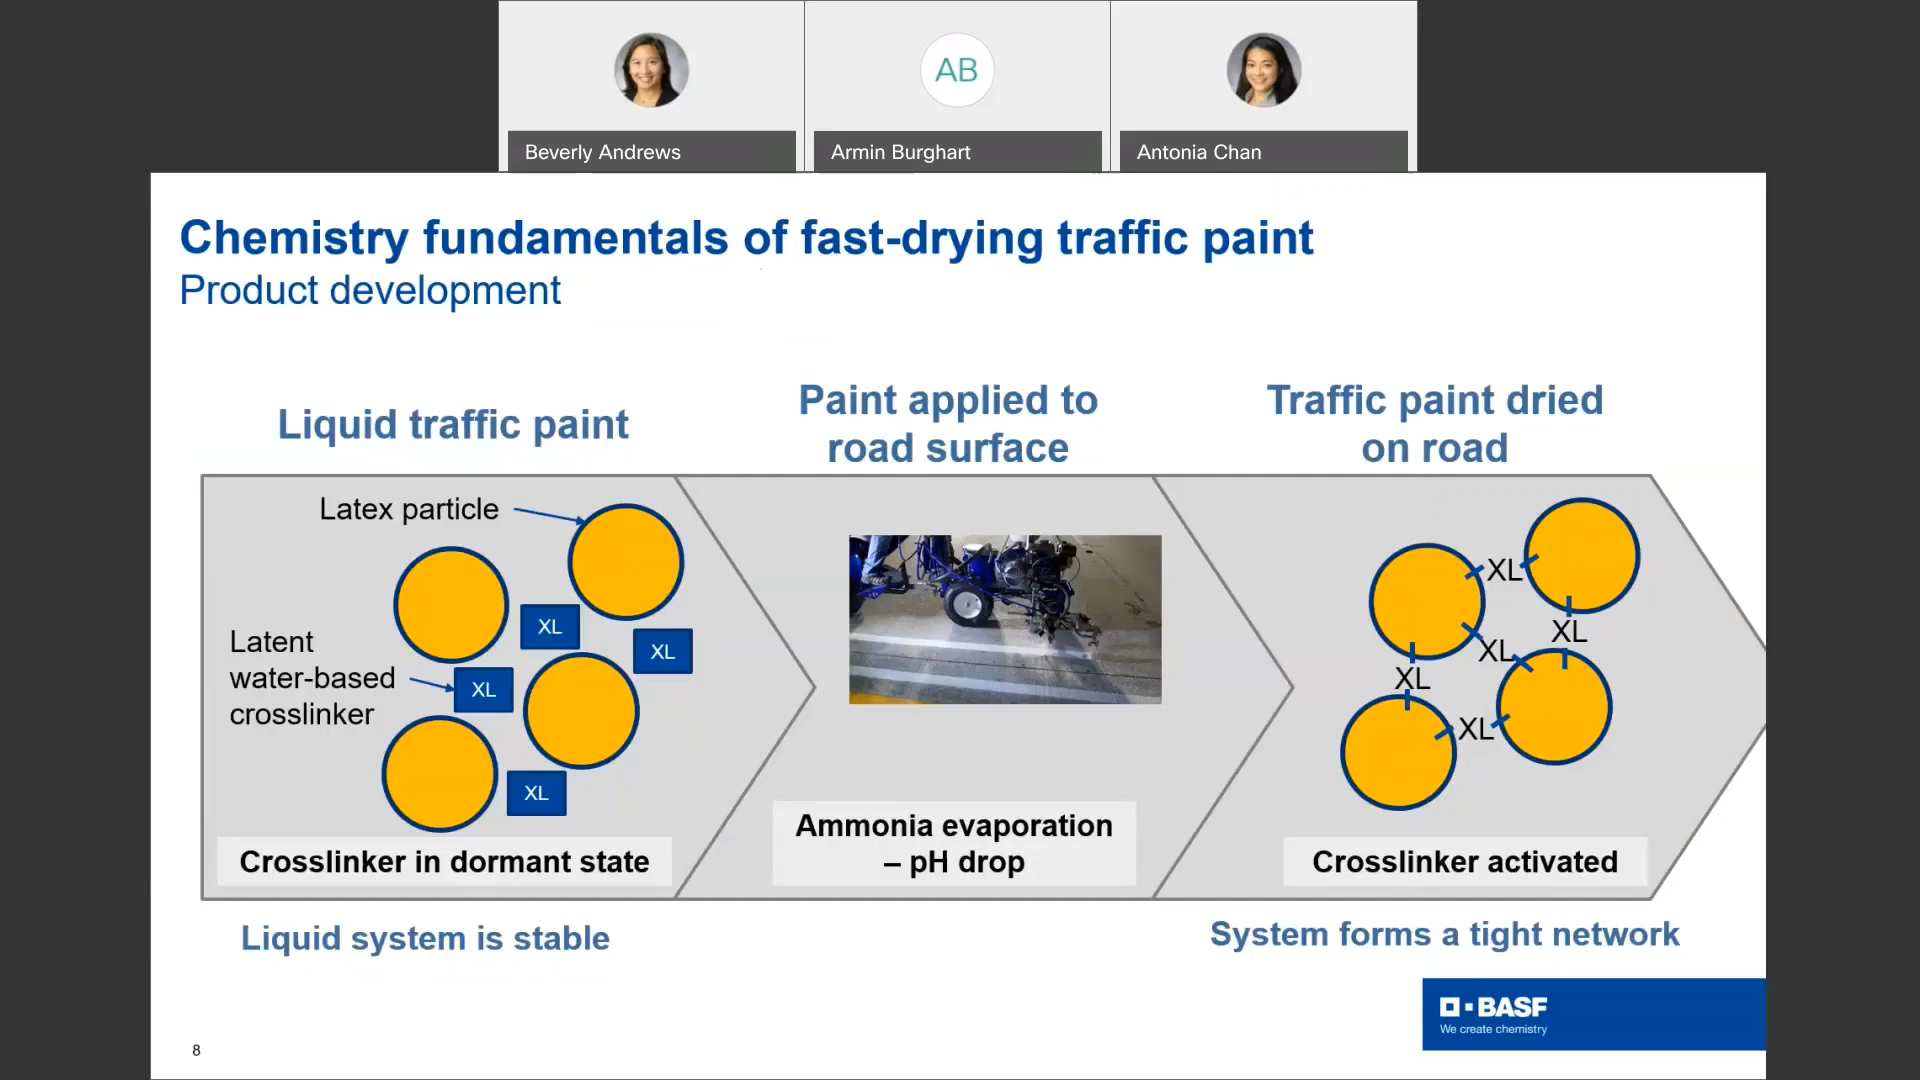 Beverly Andrews
AB
Armin Burghart
Antonia Chan
Chemistry fundamentals of fast-drying traffic paint
Product development
Liquid traffic paint
Paint applied to
road surface
Traffic paint dried
on road
Latex particle
Latent
water-based
crosslinker
XL
XL
XL
XL
Crosslinker in dormant state
Liquid system is stable
Ammonia evaporation
– pH drop
XL
XL
XL
XL
XL
Crosslinker activated
System forms a tight network
BASF
We create chemistry
8